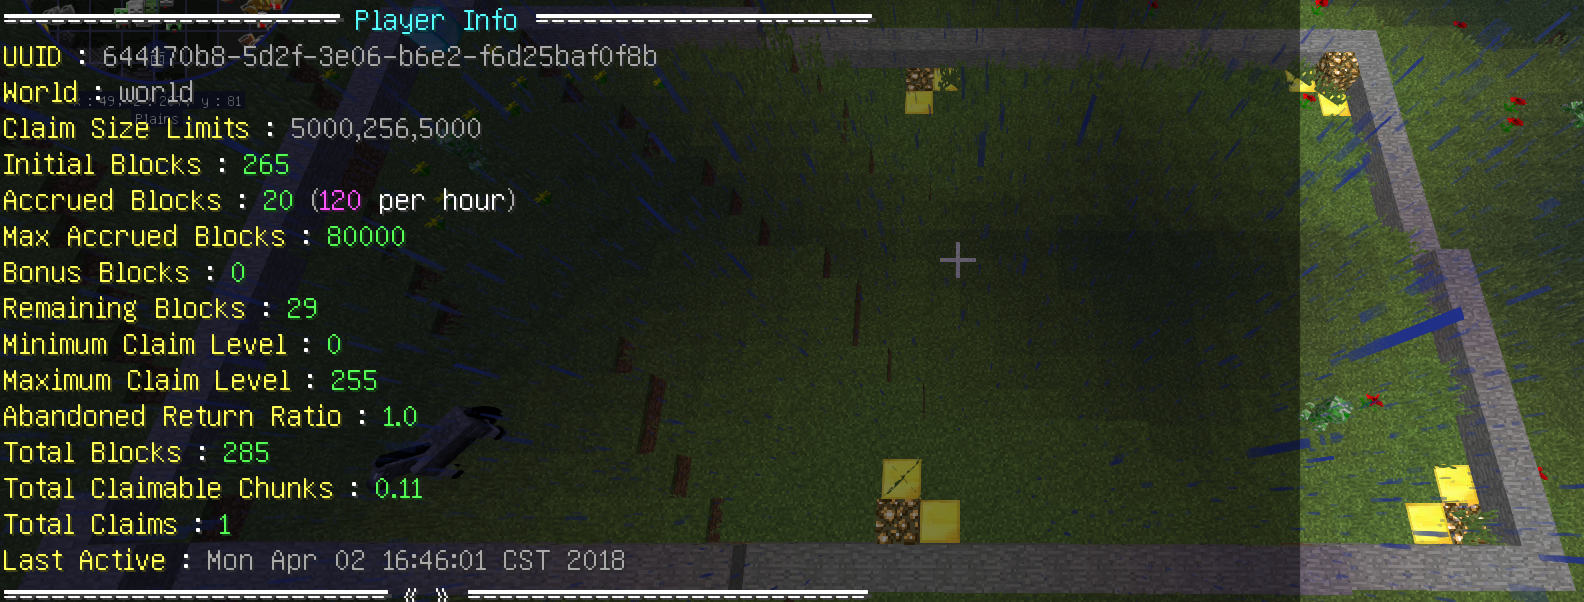 Player Info
UUID : 644170b8-5d2f-3e06-b6e2-f6d25baf0f8b
World : world
y : 81
Claim Size Limits : 5000,256,5000
Plains
Initial Blocks : 265
Accrued Blocks : 20 (120 per hour)
Max Accrued Blocks : 80000
Bonus Blocks : 0
Remaining Blocks : 29
Minimum Claim Level : 0
Maximum Claim Level : 255
Abandoned Return Ratio : 1.0
Total Blocks : 285
Total Claimable Chunks : 0.11
Total Claims : 1
Last Active : Mon Apr 02 16:46:01 CST 2018
« »